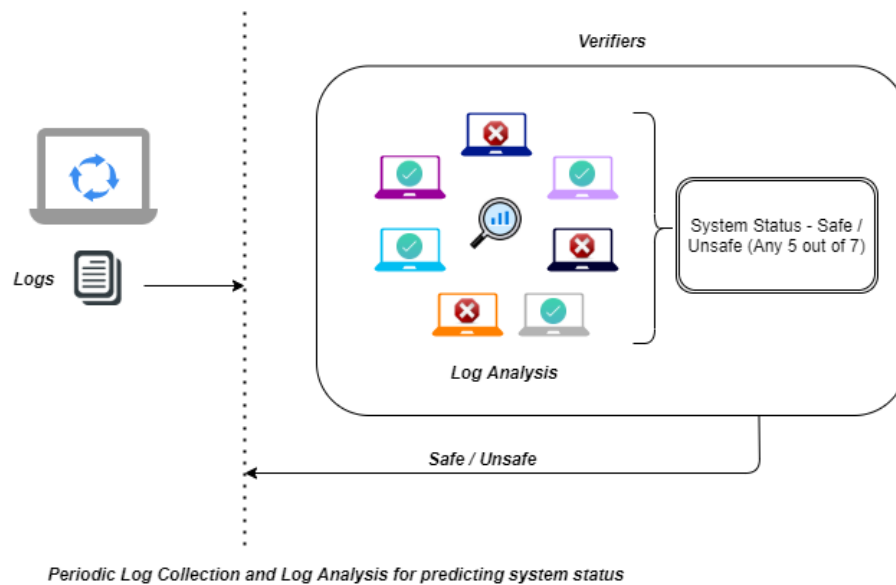 Verifiers
System Status - Safe /
Unsafe (Any 5 out of 7)
Logs
Log Analysis
Safe / Unsafe
Periodic Log Collection and Log Analysis for predicting system status